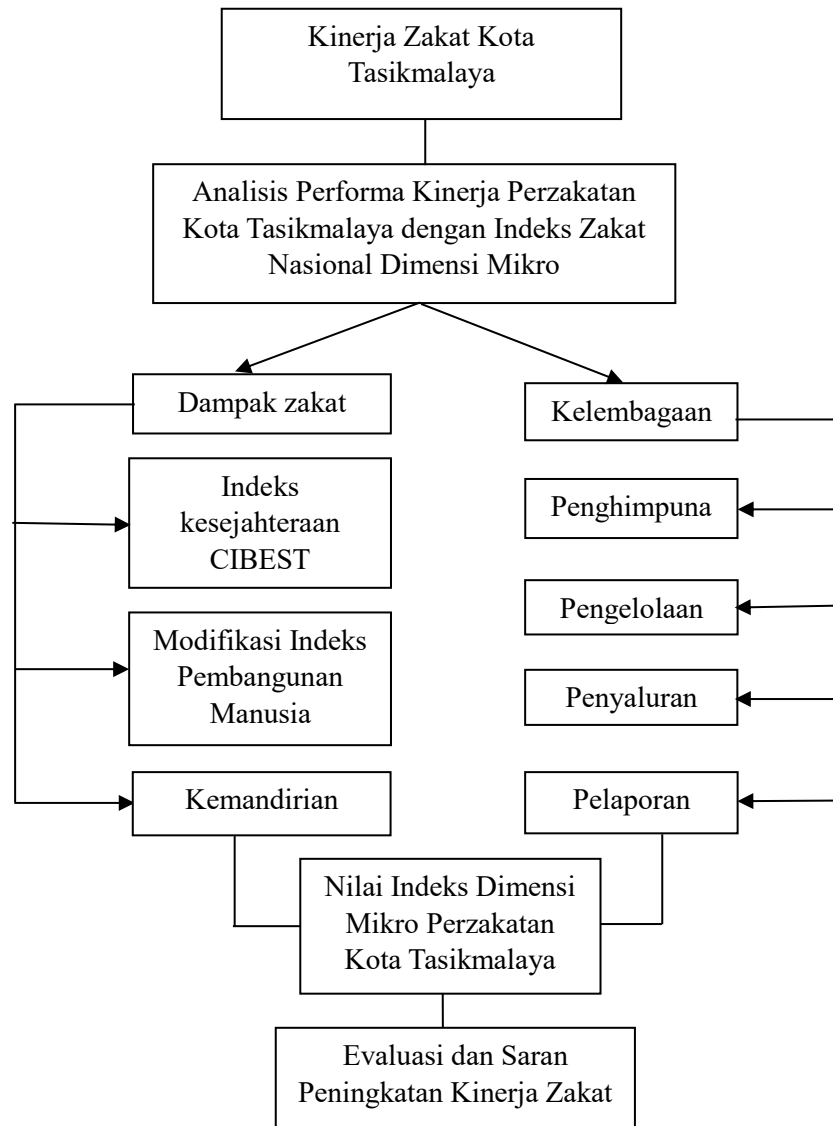 Kinerja Zakat Kota
Tasikmalaya
Analisis Performa Kinerja Perzakatan
Kota Tasikmalaya dengan Indeks Zakat
Nasional Dimensi Mikro
Dampak zakat
Indeks
kesejahteraan
CIBEST
Modifikasi Indeks
Pembangunan
Manusia
Kemandirian
Kelembagaan
Penghimpuna
Pengelolaan
Penyaluran
Pelaporan
Nilai Indeks Dimensi
Mikro Perzakatan
Kota Tasikmalaya
Evaluasi dan Saran
Peningkatan Kinerja Zakat